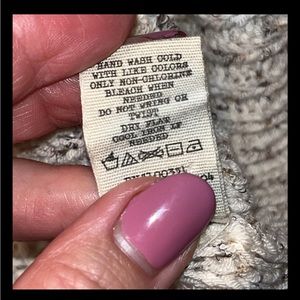 HAND WASH COLD
WITH LIKE COLORS
ONLY NON-CHLORINE
BLEACH WHEN
NEEDED
DO NOT WRING OR
TWIST
DRY FLAT
COOL IRON IF
NEEDED